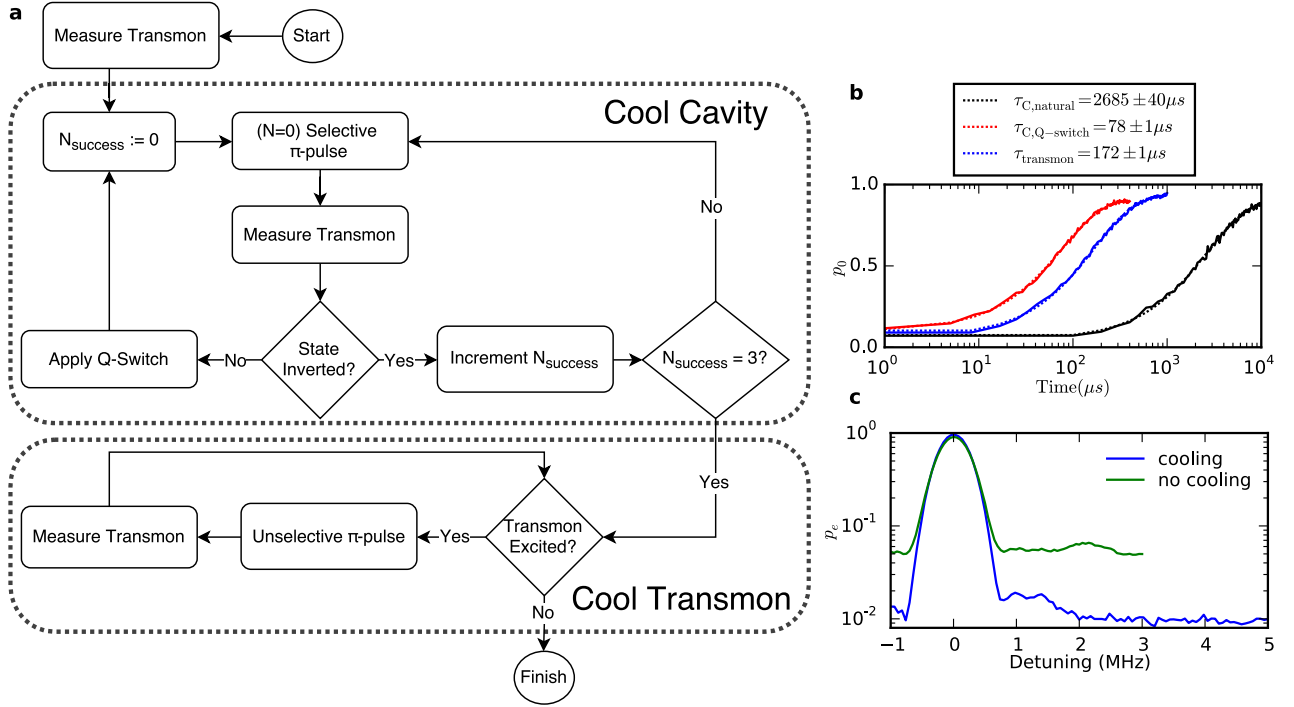 a
Measure Transmon
Start
Cool Cavity
N_success := 0
(N=0) Selective
π-pulse
No
Measure Transmon
Apply Q-Switch
No
State
Inverted?
Yes
Increment N_success
N_success = 3?
Yes
Measure Transmon
Unselective π-pulse
Yes
Transmon
Excited?
No
Cool Transmon
Finish
b
τ_C,natural = 2685 ± 40μs
τ_C,Q−switch = 78 ± 1μs
τ_transmon = 172 ± 1μs
1.0
0.5
0.0
p_0
10^0
10^1
10^2
10^3
10^4
Time(μs)
c
10^0
10^-1
10^-2
p_e
cooling
no cooling
−1
0
1
2
3
4
5
Detuning (MHz)